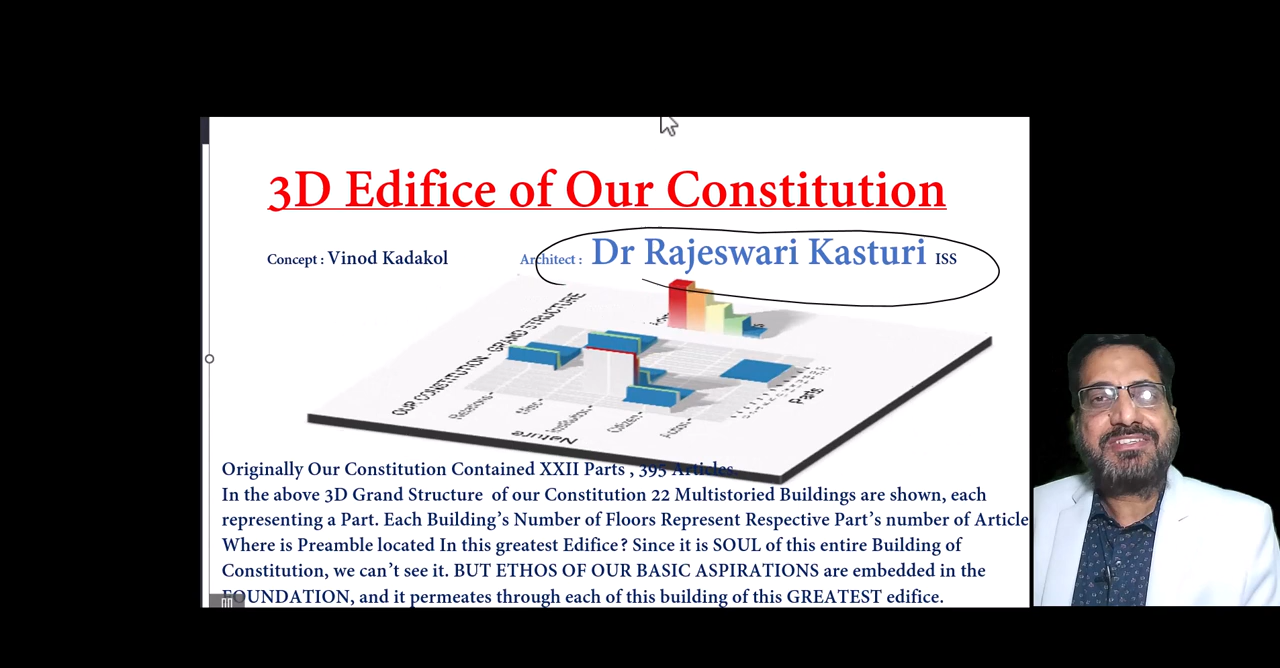 3D Edifice of Our Constitution
Concept : Vinod Kadakol Architect : Dr Rajeswari Kasturi ISS
OUR CONSTITUTION - GRAND STRUCTURE
Parts
Nature
Citizen
Originally Our Constitution Contained XXII Parts , 395 Articles
In the above 3D Grand Structure of our Constitution 22 Multistoried Buildings are shown, each
representing a Part. Each Building's Number of Floors Represent Respective Part's number of Article
Where is Preamble located In this greatest Edifice? Since it is SOUL of this entire Building of
Constitution, we can't see it. BUT ETHOS OF OUR BASIC ASPIRATIONS are embedded in the
FOUNDATION, and it permeates through each of this building of this GREATEST edifice.